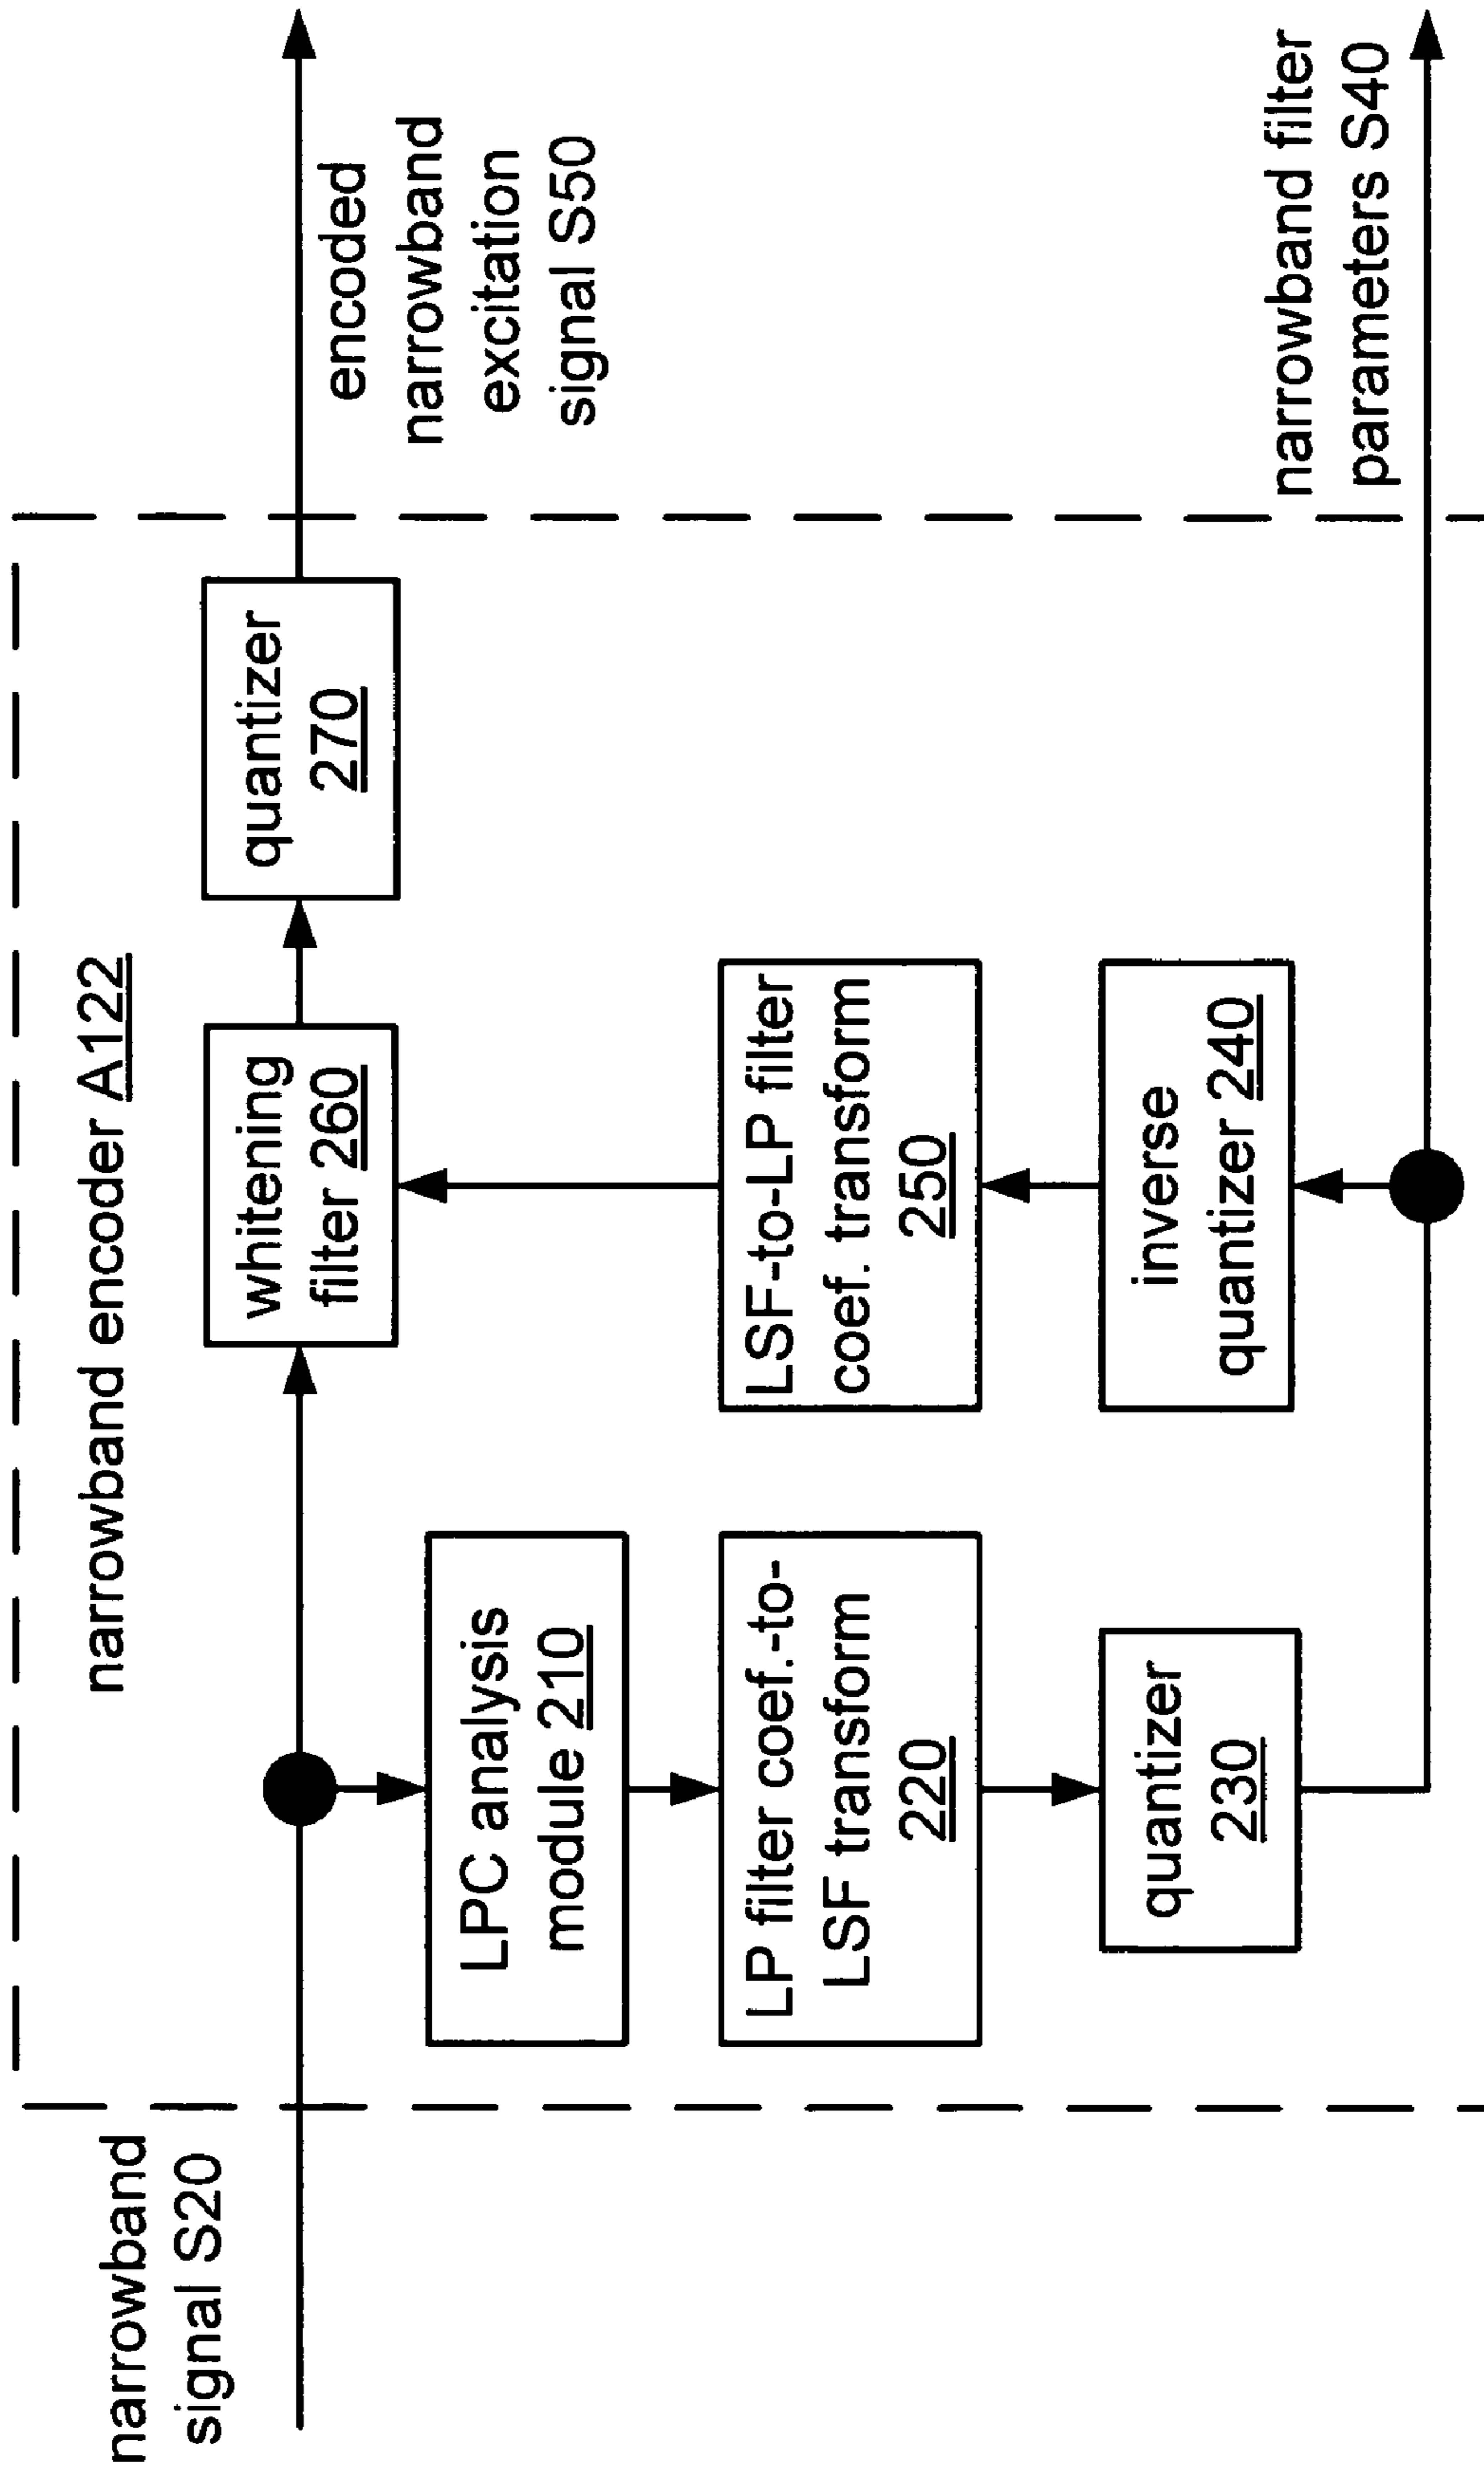 narrowband encoder A122
narrowband
signal S20
whitening
filter 260
quantizer
270
encoded
narrowband
excitation
signal S50
LPC analysis
module 210
LP filter coef.-to-
LSF transform
220
LSF-to-LP filter
coef. transform
250
quantizer
230
inverse
quantizer 240
narrowband filter
parameters S40